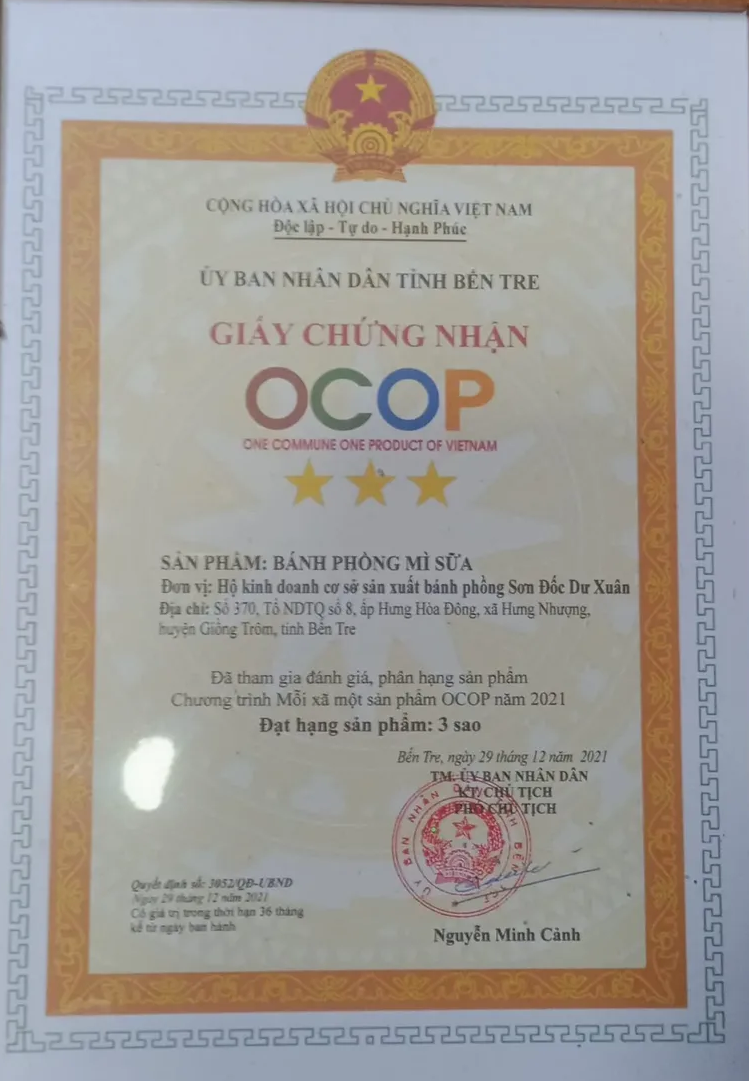 CỘNG HÒA XÃ HỘI CHỦ NGHĨA VIỆT NAM
Độc lập - Tự do - Hạnh Phúc
ỦY BAN NHÂN DÂN TỈNH BẾN TRE
GIẤY CHỨNG NHẬN
OCOP
ONE COMMUNE ONE PRODUCT OF VIETNAM
SẢN PHẨM: BÁNH PHỒNG MÌ SỮA
Đơn vị: Hộ kinh doanh cơ sở sản xuất bánh phồng Sơn Đốc Dư Xuân
Địa chỉ: Số 370, Tổ NDTQ số 8, ấp Hưng Hòa Đông, xã Hưng Nhượng,
huyện Giồng Trôm, tỉnh Bến Tre
Đã tham gia đánh giá, phân hạng sản phẩm
Chương trình Mỗi xã một sản phẩm OCOP năm 2021
Đạt hạng sản phẩm: 3 sao
Bến Tre, ngày 29 tháng 12 năm 2021
TM. ỦY BAN NHÂN DÂN
KT. CHỦ TỊCH
PHÓ CHỦ TỊCH
ỦY BAN NHÂN DÂN TỈNH BẾN TRE
Nguyễn Minh Cảnh
Quyết định số: 3052/QĐ-UBND
Ngày 29 tháng 12 năm 2021
Có giá trị trong thời hạn 36 tháng
kể từ ngày ban hành